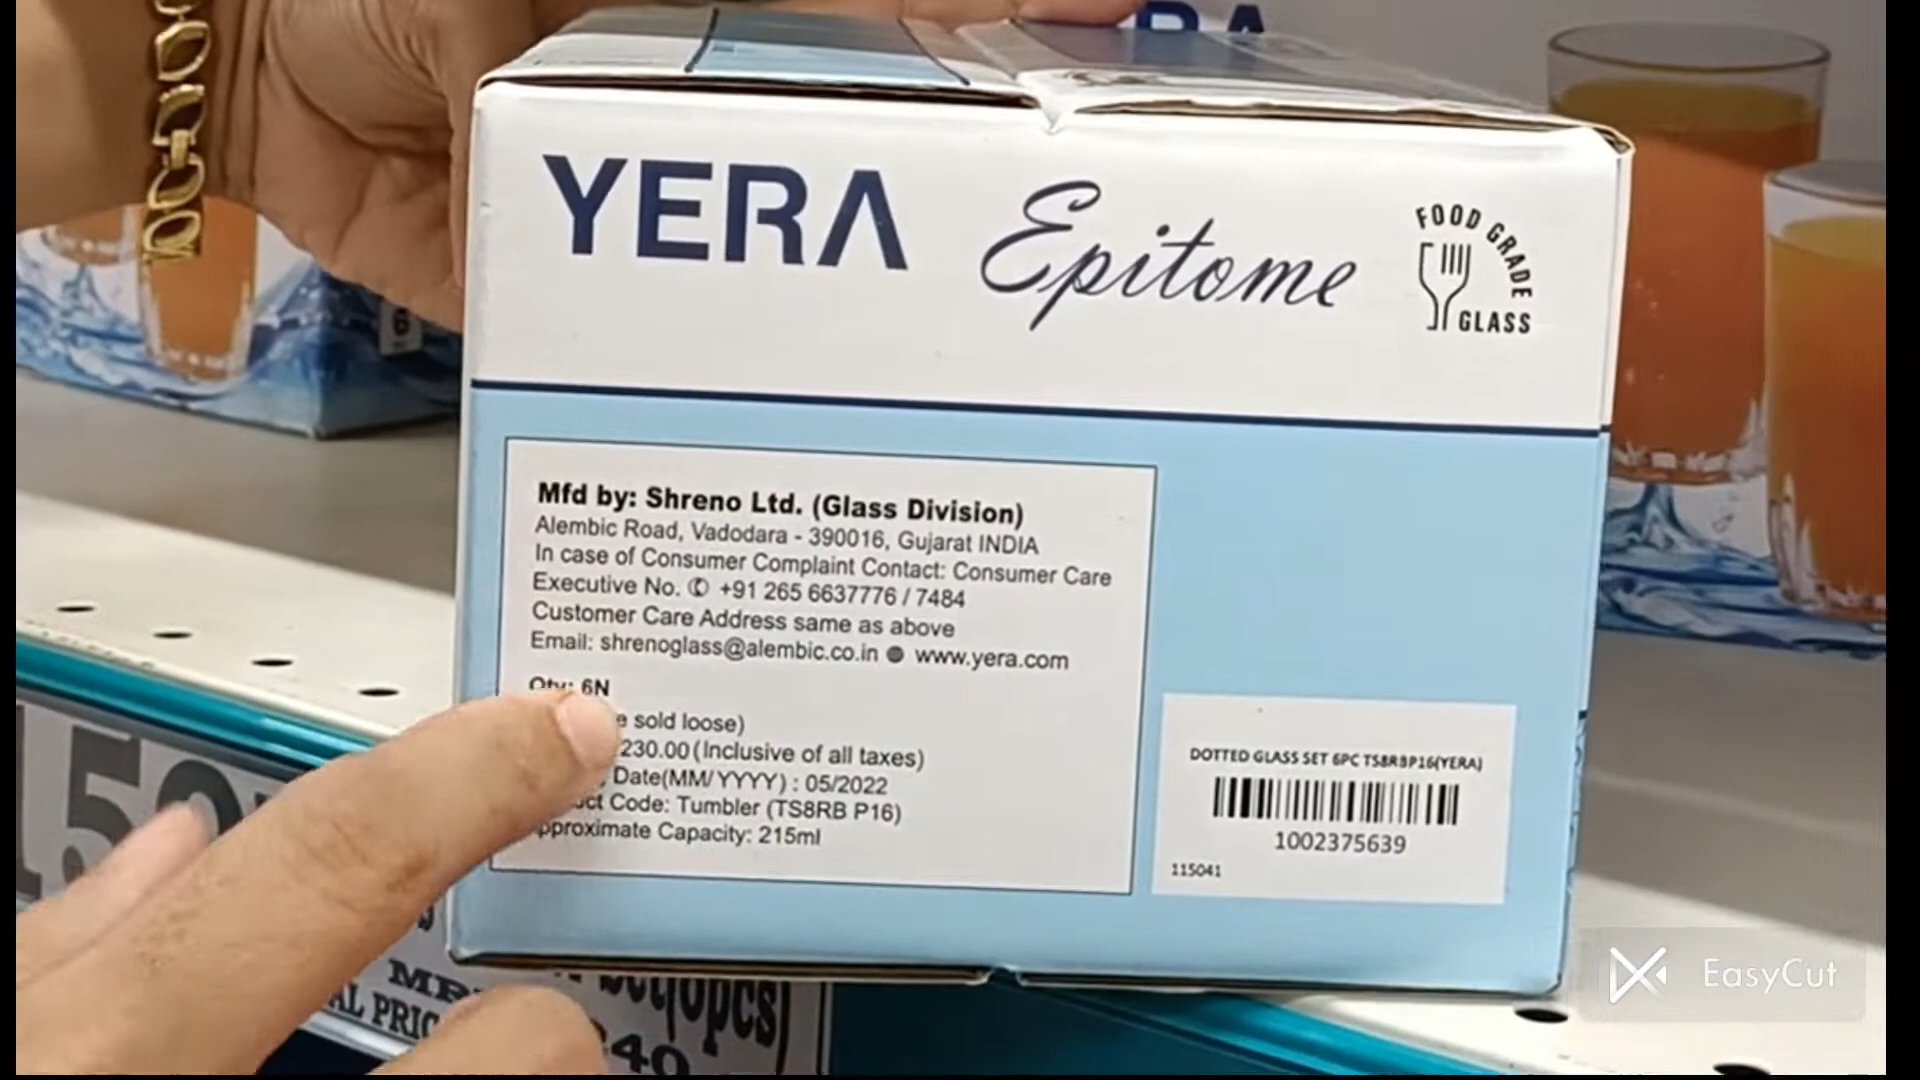 YERA Epitome
FOOD GRADE
GLASS
Mfd by: Shreno Ltd. (Glass Division)
Alembic Road, Vadodara - 390016, Gujarat INDIA
In case of Consumer Complaint Contact: Consumer Care
Executive No. ✆ +91 265 6637776 / 7484
Customer Care Address same as above
Email: shrenoglass@alembic.co.in www.yera.com
Qty: 6N
sold loose)
230.00 (Inclusive of all taxes)
Date(MM/YYYY) : 05/2022
Code: Tumbler (TS8RB P16)
Approximate Capacity: 215ml
DOTTED GLASS SET 6PC TS8RBP16(YERA)
1002375639
115041
EasyCut